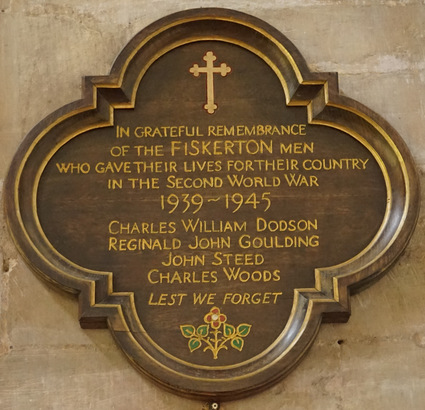 IN GRATEFUL REMEMBRANCE
OF THE FISKERTON MEN
WHO GAVE THEIR LIVES FOR THEIR COUNTRY
IN THE SECOND WORLD WAR
1939~1945
CHARLES WILLIAM DODSON
REGINALD JOHN GOULDING
JOHN STEED
CHARLES WOODS
LEST WE FORGET